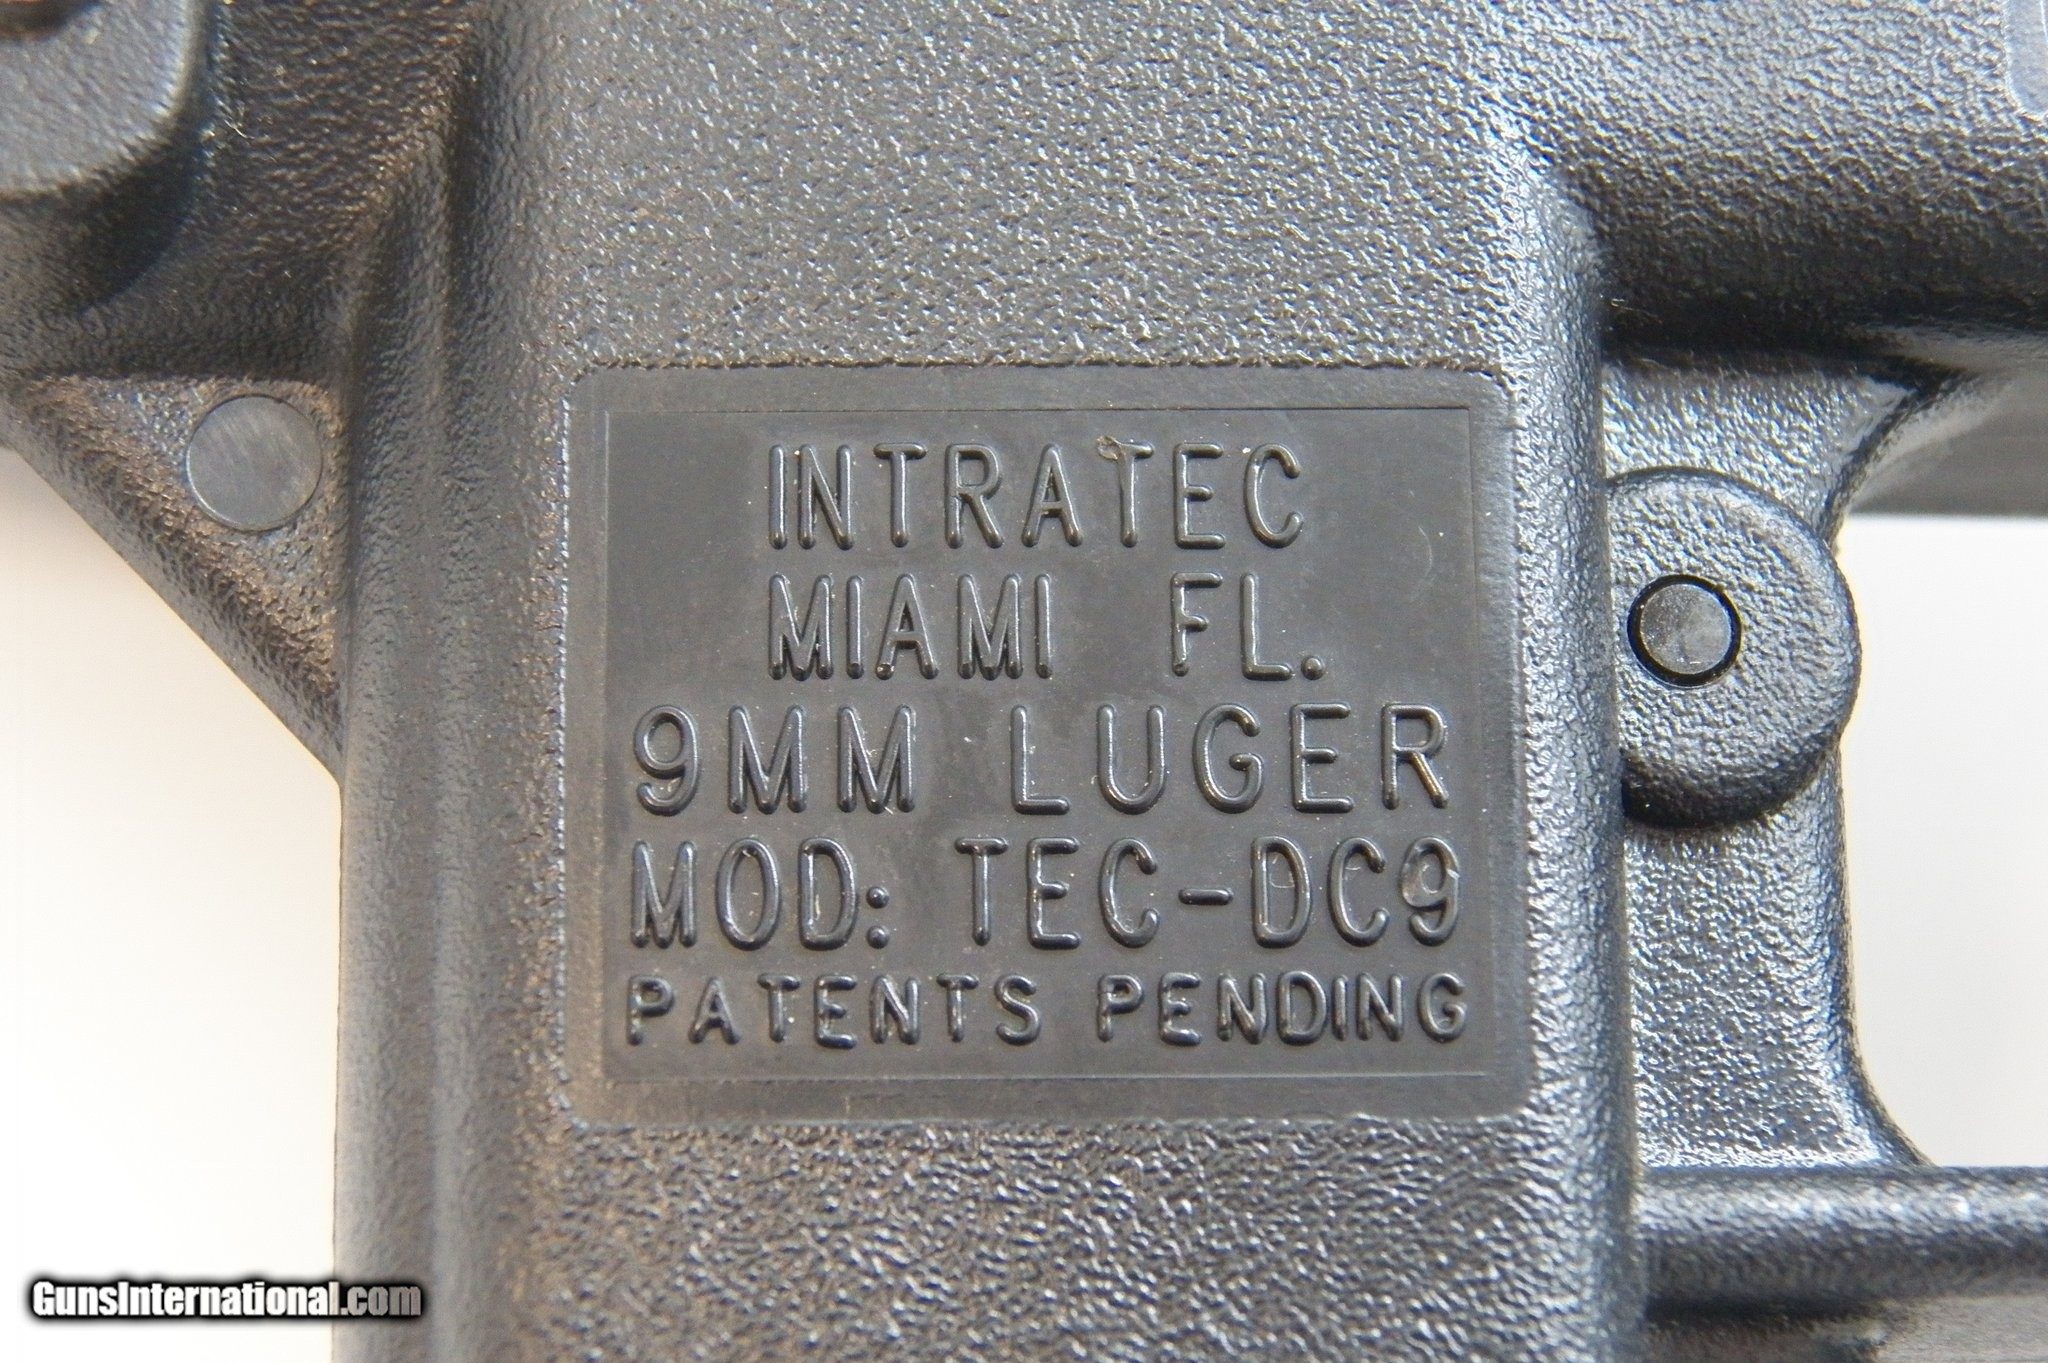 INTRATEC
MIAMI FL.
9MM LUGER
MOD: TEC-DC9
PATENTS PENDING
GunsInternational.com